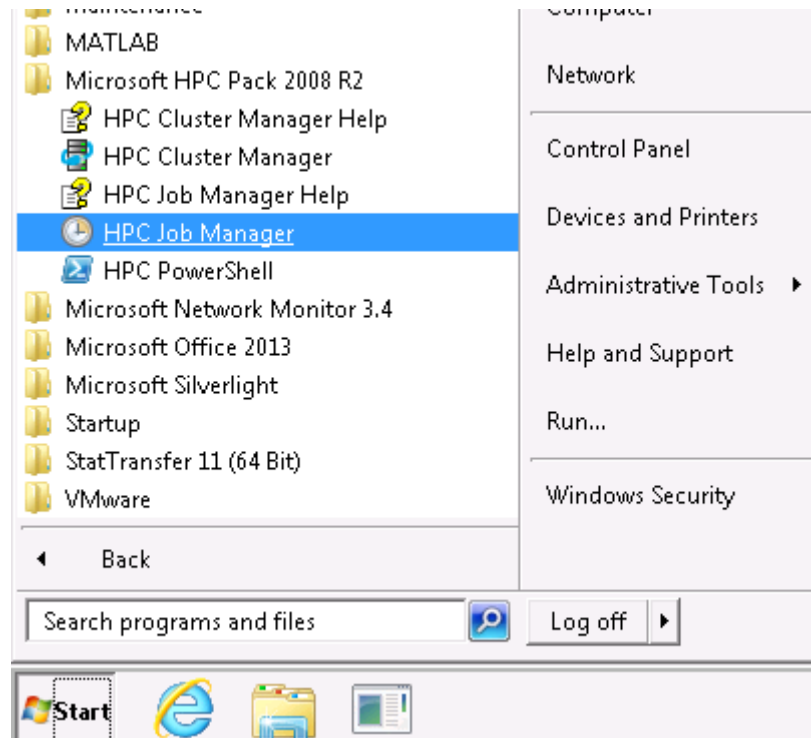 MATLAB
Microsoft HPC Pack 2008 R2
HPC Cluster Manager Help
HPC Cluster Manager
HPC Job Manager Help
HPC Job Manager
HPC PowerShell
Microsoft Network Monitor 3.4
Microsoft Office 2013
Microsoft Silverlight
Startup
StatTransfer 11 (64 Bit)
VMware
Back
Search programs and files
Computer
Network
Control Panel
Devices and Printers
Administrative Tools
Help and Support
Run...
Windows Security
Log off
Start